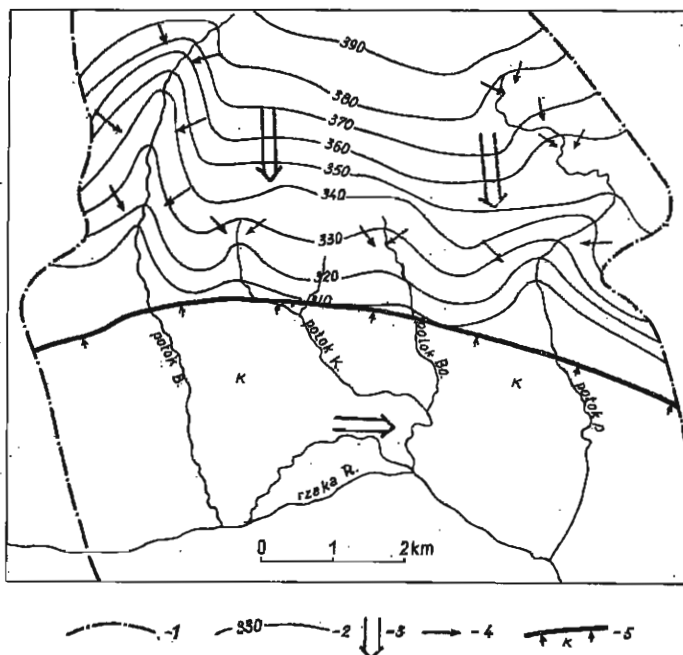 390
380
370
360
350
340
330
320
310
potok B.
K
potok K.
potok Bo.
K
potok P.
rzeka R.
0 1 2km
-1
330 -2
-3
-4
K -5